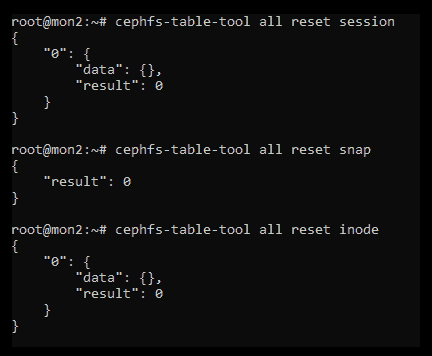 root@mon2:~# cephfs-table-tool all reset session
{
    "0": {
        "data": {},
        "result": 0
    }
}

root@mon2:~# cephfs-table-tool all reset snap
{
    "result": 0
}

root@mon2:~# cephfs-table-tool all reset inode
{
    "0": {
        "data": {},
        "result": 0
    }
}